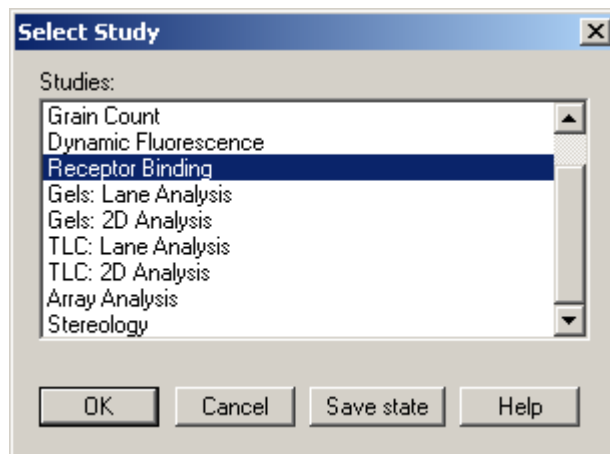 Select Study
Studies:
Grain Count
Dynamic Fluorescence
Receptor Binding
Gels: Lane Analysis
Gels: 2D Analysis
TLC: Lane Analysis
TLC: 2D Analysis
Array Analysis
Stereology
OK Cancel Save state Help